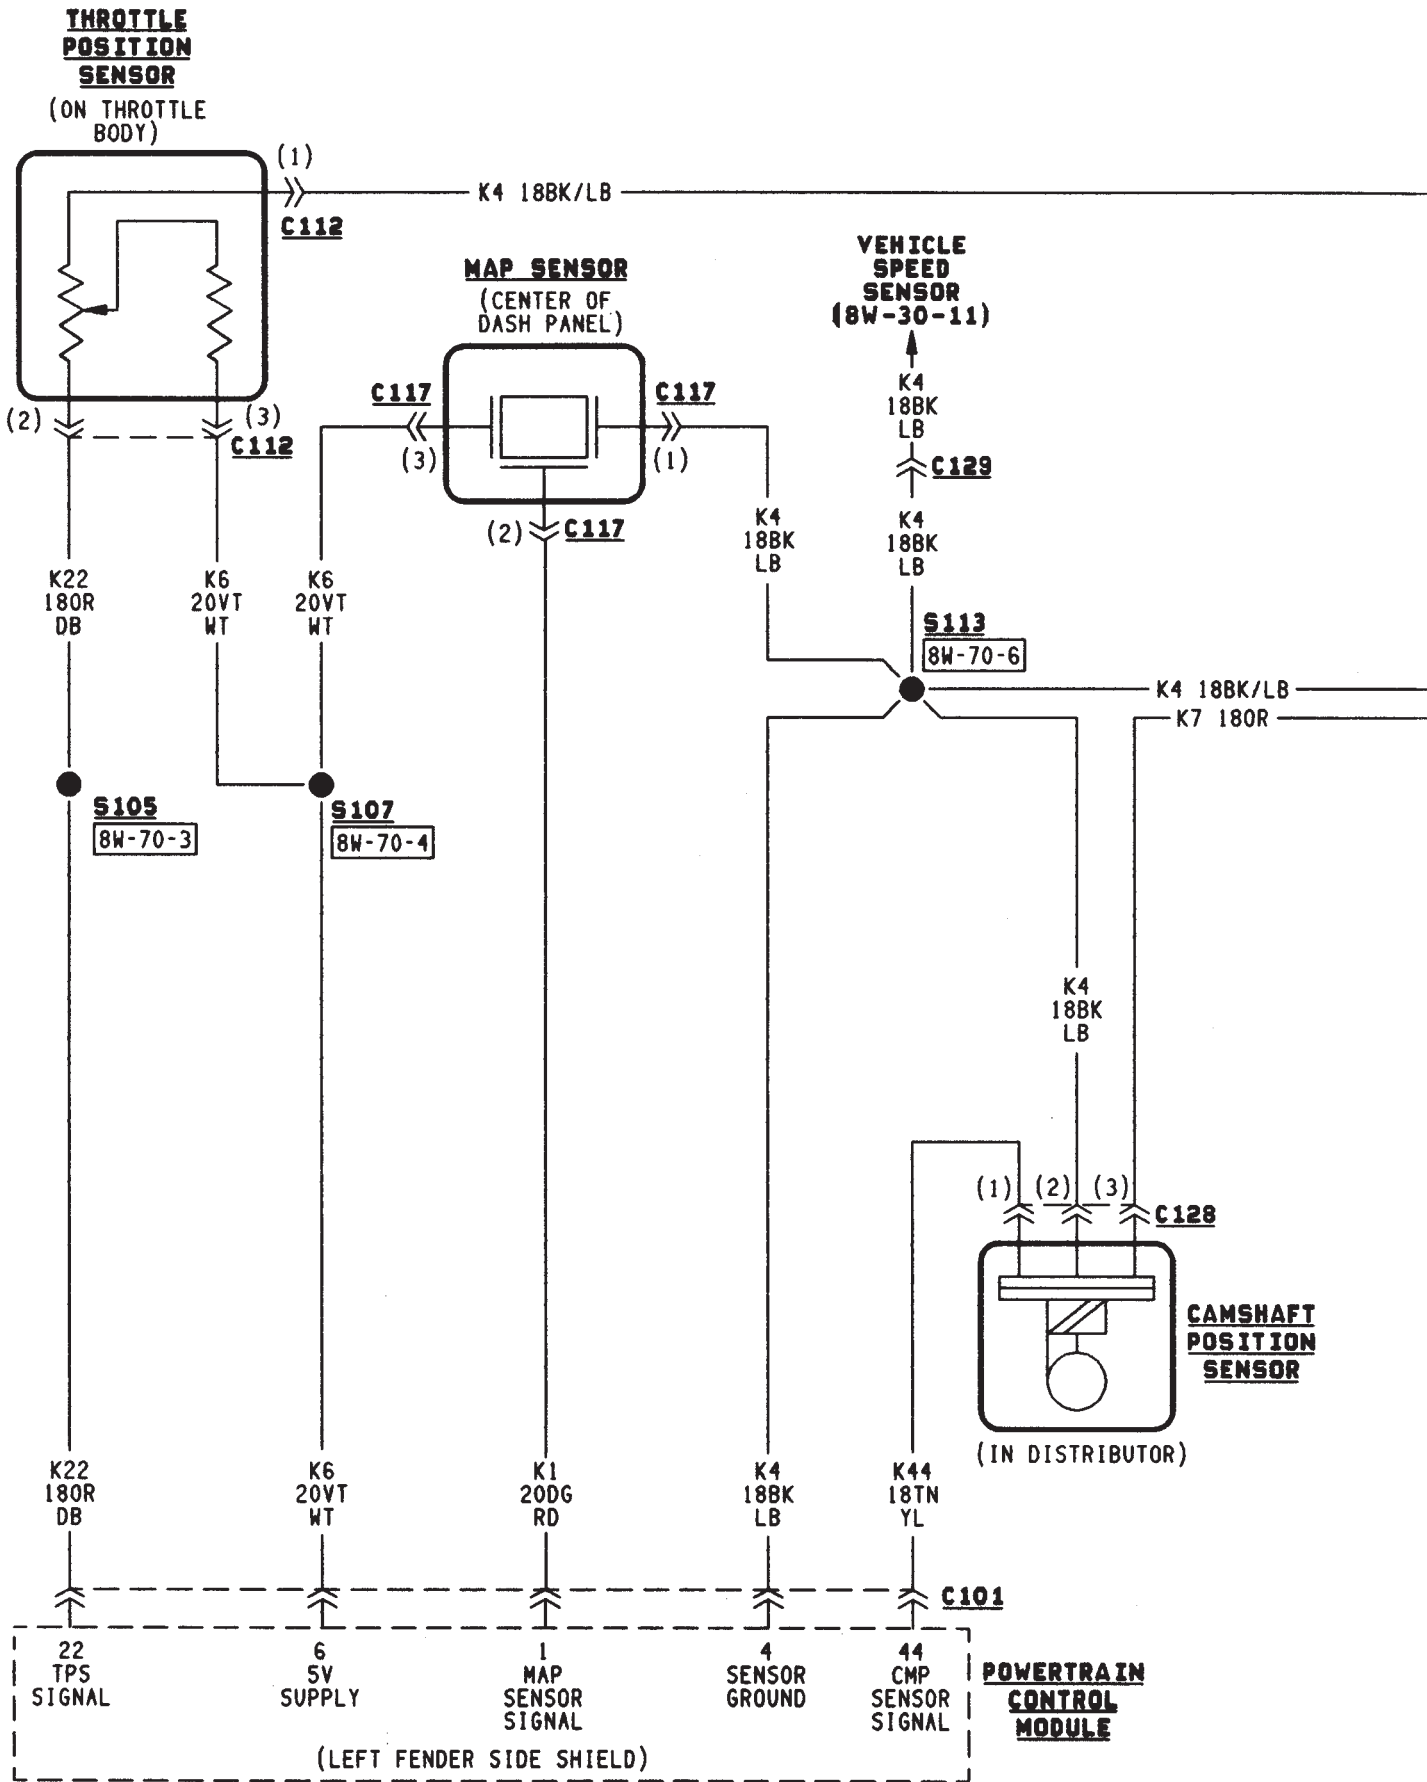 THROTTLE
POSITION
SENSOR
(ON THROTTLE
BODY)
(1)
K4 18BK/LB
C112
VEHICLE
SPEED
SENSOR
(8W-30-11)
MAP SENSOR
(CENTER OF
DASH PANEL)
K4
18BK
LB
C117
C117
(2)
(3)
C112
(3)
(1)
C129
(2)
C117
K4
18BK
LB
K4
18BK
LB
K22
18OR
DB
K6
20VT
WT
K6
20VT
WT
S113
8W-70-6
K4 18BK/LB
K7 18OR
S105
8W-70-3
S107
8W-70-4
K4
18BK
LB
(1)
(2)
(3)
C128
CAMSHAFT
POSITION
SENSOR
(IN DISTRIBUTOR)
K22
18OR
DB
K6
20VT
WT
K1
20DG
RD
K4
18BK
LB
K44
18TN
YL
C101
22
TPS
SIGNAL
6
5V
SUPPLY
1
MAP
SENSOR
SIGNAL
4
SENSOR
GROUND
44
CMP
SENSOR
SIGNAL
POWERTRAIN
CONTROL
MODULE
(LEFT FENDER SIDE SHIELD)